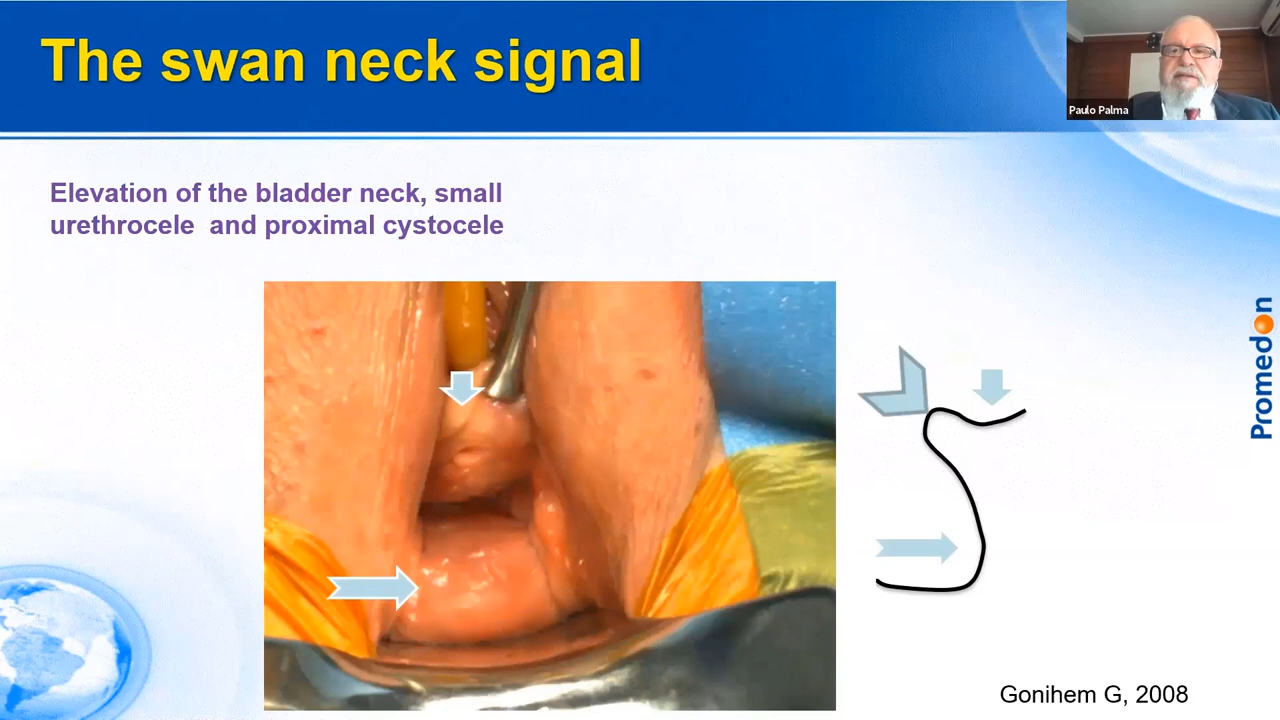 The swan neck signal
Paulo Palma
Elevation of the bladder neck, small
urethrocele and proximal cystocele
Promedon
Gonihem G, 2008